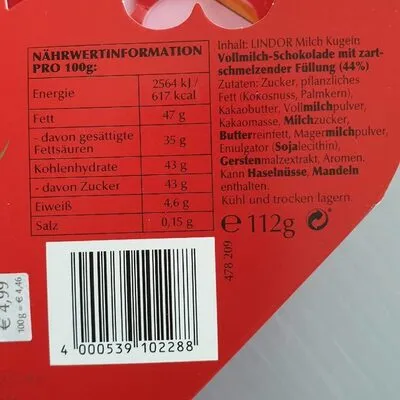 NÄHRWERTINFORMATION
PRO 100g:
Energie 2564 kJ / 617 kcal
Fett 47 g
- davon gesättigte Fettsäuren 35 g
Kohlenhydrate 43 g
- davon Zucker 43 g
Eiweiß 4,6 g
Salz 0,15 g
Inhalt: LINDOR Milch Kugeln
Vollmilch-Schokolade mit zart-
schmelzender Füllung (44%)
Zutaten: Zucker, pflanzliches
Fett (Kokosnuss, Palmkern),
Kakaobutter, Vollmilchpulver,
Kakaomasse, Milchzucker,
Butterreinfett, Magermilchpulver,
Emulgator (Sojalecithin),
Gerstenmalzextrakt, Aromen.
Kann Haselnüsse, Mandeln
enthalten.
Kühl und trocken lagern.
e 112g
478 209
€ 4,99
100g = € 4,46
4 000539 102288